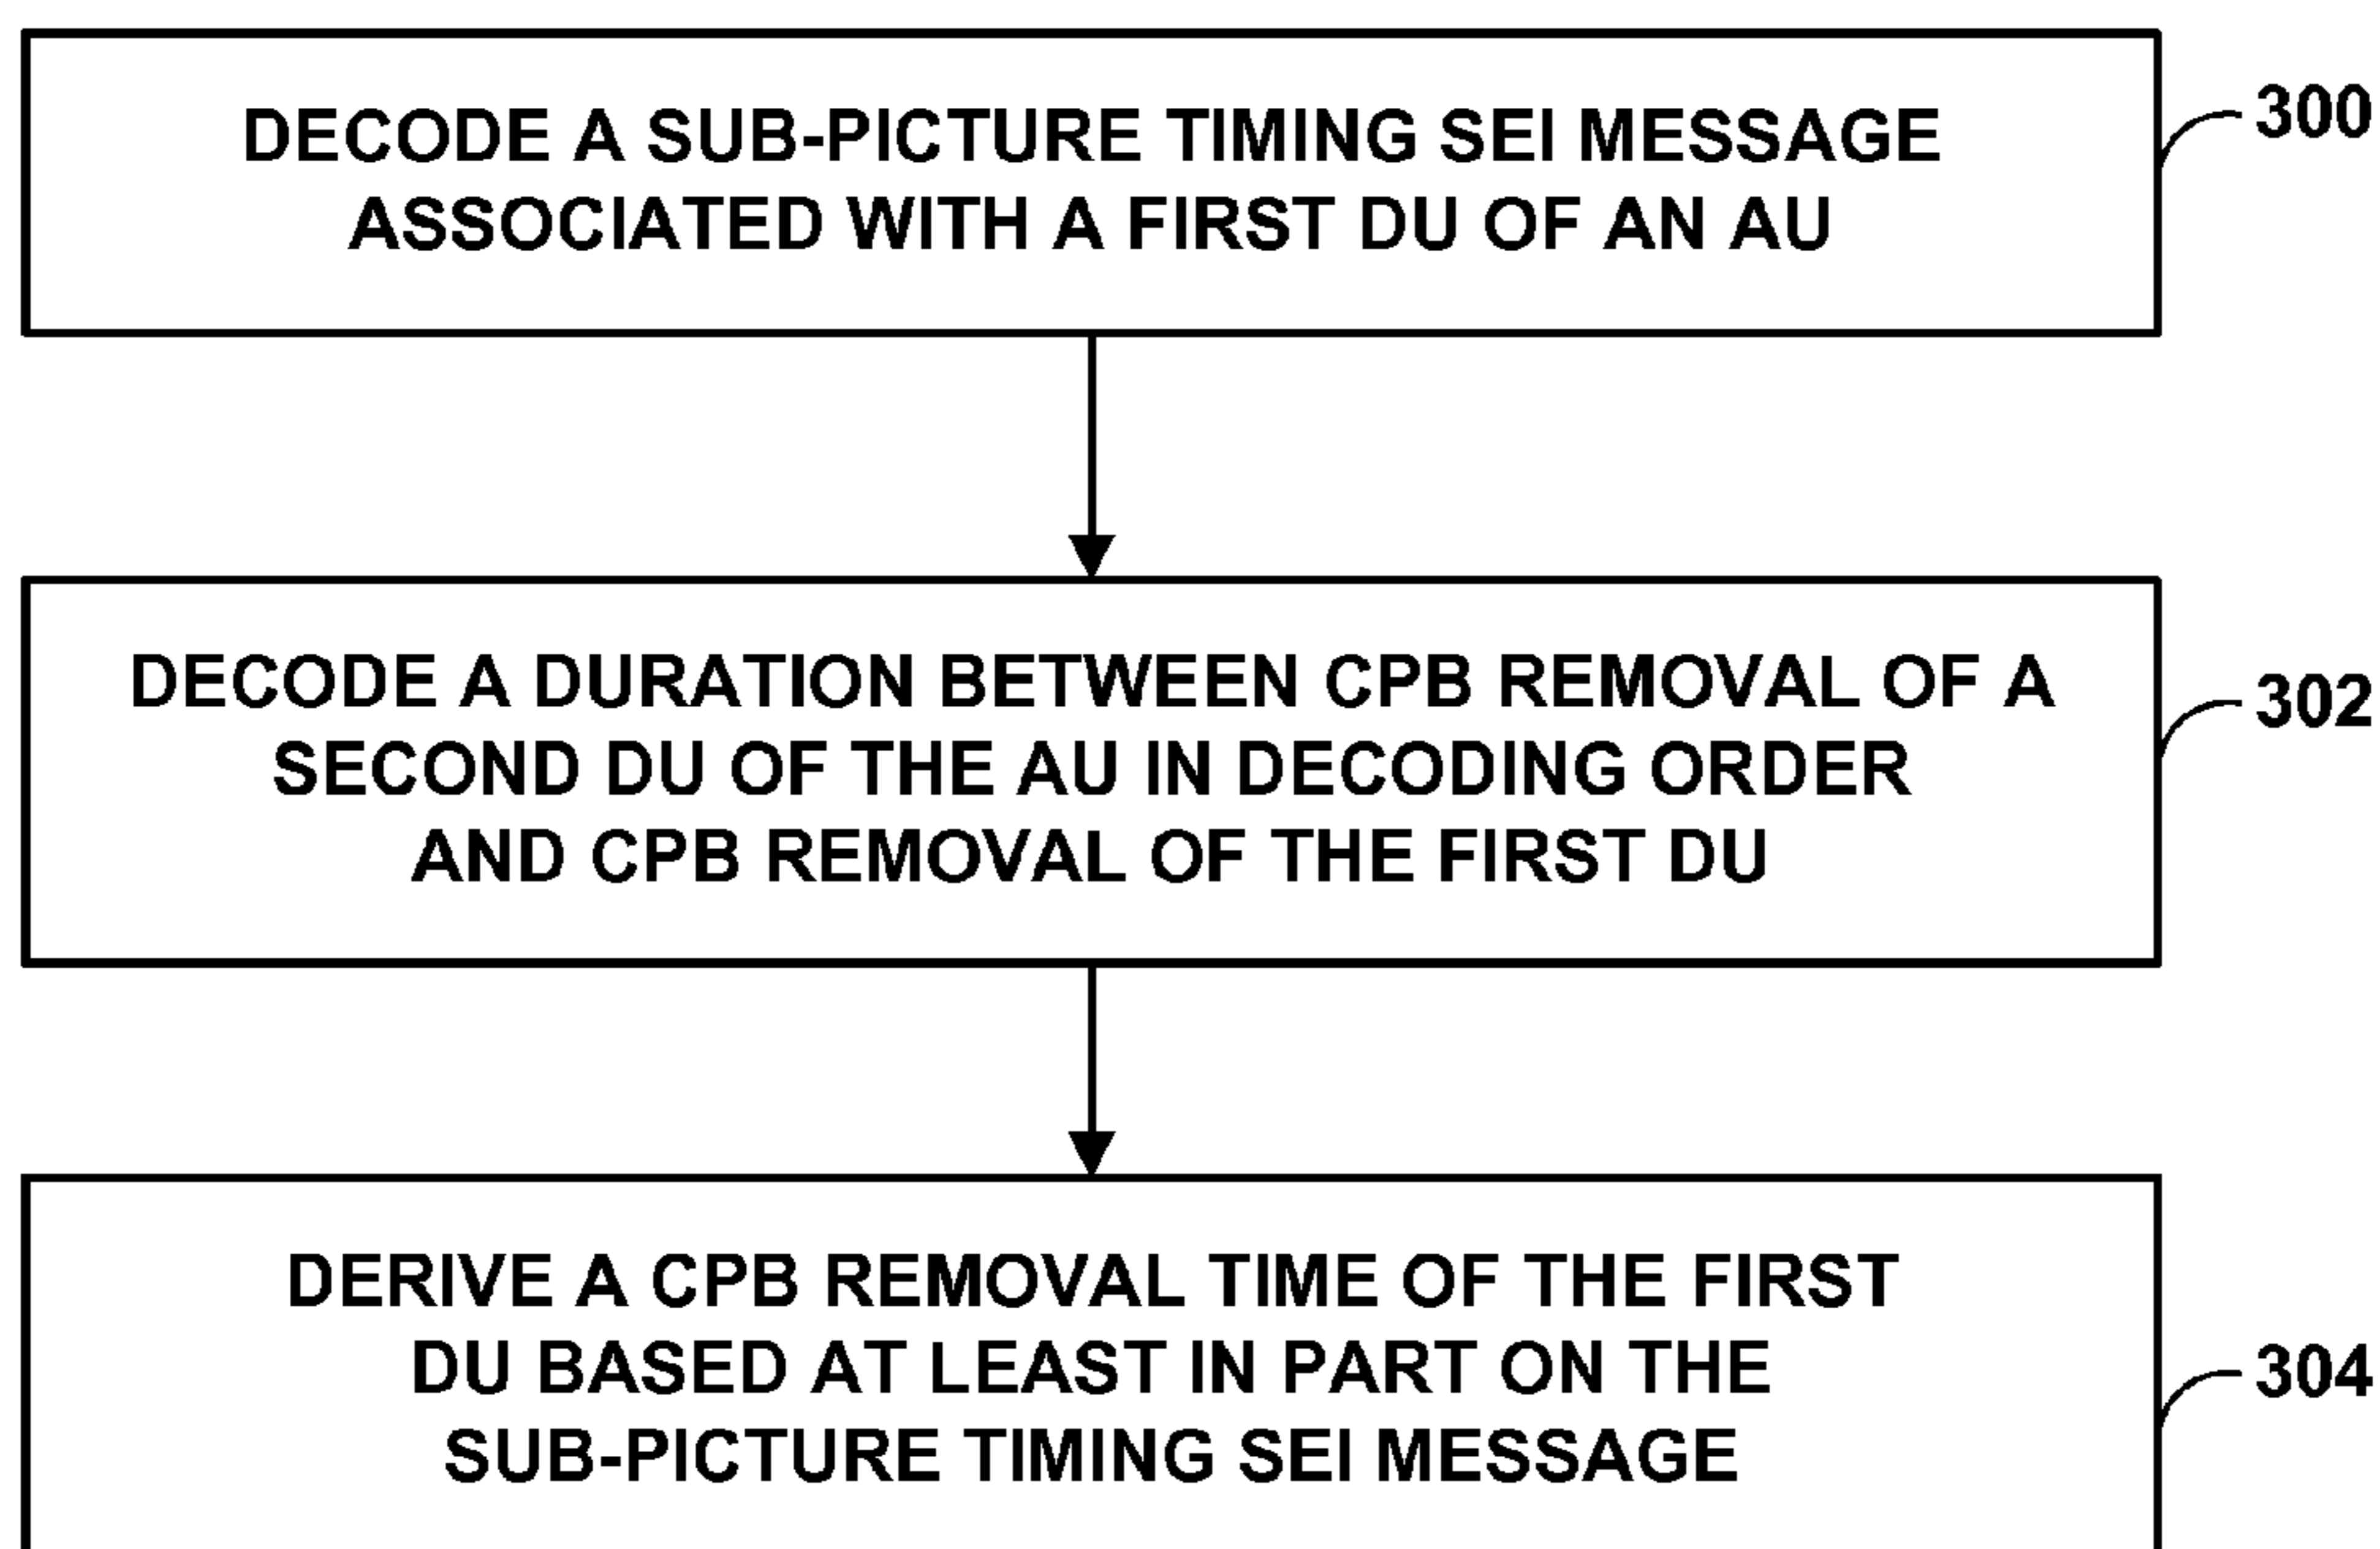 DECODE A SUB-PICTURE TIMING SEI MESSAGE
ASSOCIATED WITH A FIRST DU OF AN AU
300
DECODE A DURATION BETWEEN CPB REMOVAL OF A
SECOND DU OF THE AU IN DECODING ORDER
AND CPB REMOVAL OF THE FIRST DU
302
DERIVE A CPB REMOVAL TIME OF THE FIRST
DU BASED AT LEAST IN PART ON THE
SUB-PICTURE TIMING SEI MESSAGE
304